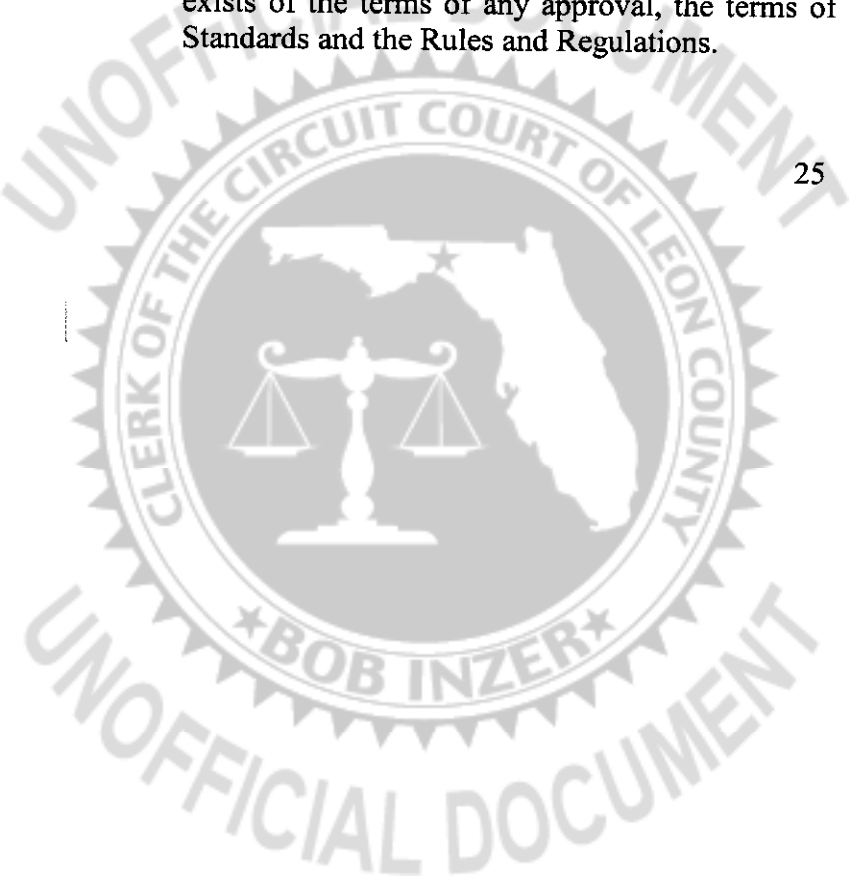 exists of the terms of any approval, the terms of
Standards and the Rules and Regulations.
25
UNOFFICIAL DOCUMENT
CLERK OF THE CIRCUIT COURT OF LEON COUNTY
★BOB INZER★
UNOFFICIAL DOCUMENT